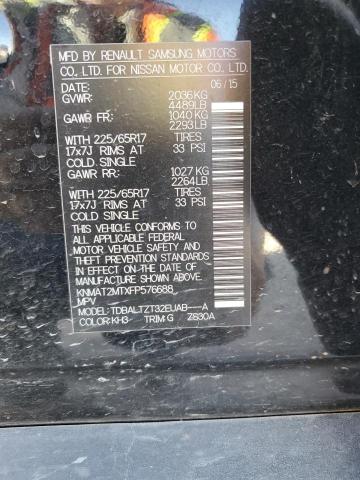 MFD BY RENAULT SAMSUNG MOTORS
CO., LTD. FOR NISSAN MOTOR CO., LTD.
06/15
GVWR: 2036KG
4489LB
GAWR FR: 1040 KG
2293LB
WITH 225/65R17 TIRES
17x7J RIMS AT 33 PSI
COLD SINGLE
GAWR RR: 1027 KG
2264LB
WITH 225/65R17 TIRES
17x7J RIMS AT 33 PSI
COLD SINGLE
THIS VEHICLE CONFORMS TO ALL
APPLICABLE U.S. FEDERAL
MOTOR VEHICLE SAFETY AND
THEFT PREVENTION STANDARDS
IN EFFECT ON THE DATE OF
MANUFACTURE SHOWN ABOVE.
KNMAT2MTXFP576688
MPV
MODEL: TDBALTZT32EUAB---A
COLOR: KH3 TRIM: G Z630A